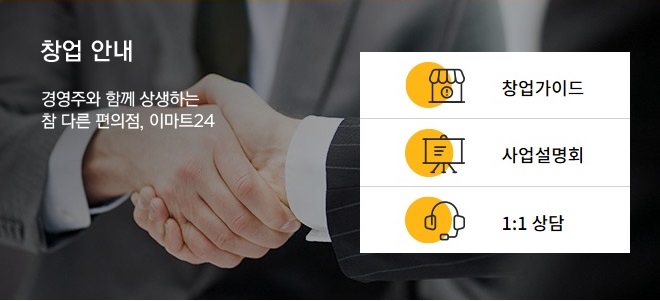 창업 안내
경영주와 함께 상생하는
참 다른 편의점, 이마트24
창업가이드
사업설명회
1:1 상담